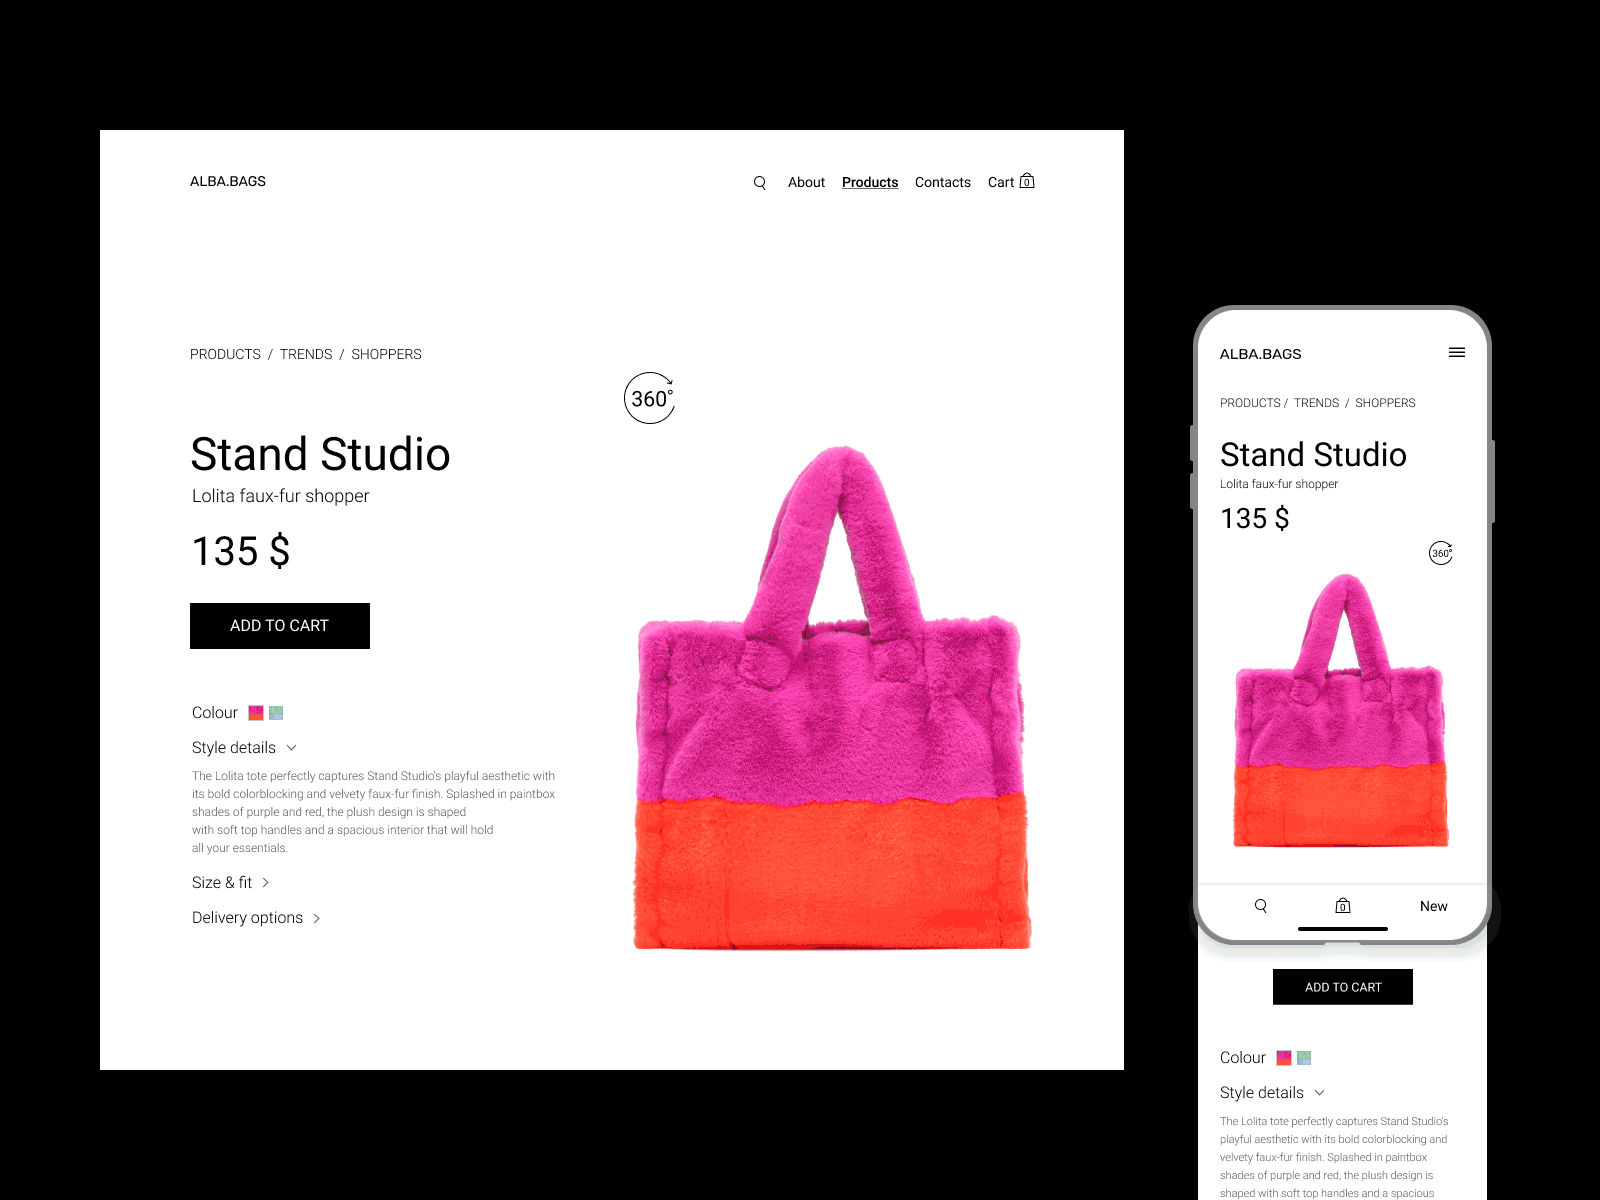 ALBA.BAGS
About Products Contacts Cart 0
PRODUCTS / TRENDS / SHOPPERS
360°
Stand Studio
Lolita faux-fur shopper
135 $
ADD TO CART
Colour
Style details
The Lolita tote perfectly captures Stand Studio's playful aesthetic with
its bold colorblocking and velvety faux-fur finish. Splashed in paintbox
shades of purple and red, the plush design is shaped
with soft top handles and a spacious interior that will hold
all your essentials.
Size & fit
Delivery options
ALBA.BAGS
PRODUCTS / TRENDS / SHOPPERS
Stand Studio
Lolita faux-fur shopper
135 $
360°
0 New
ADD TO CART
Colour
Style details
The Lolita tote perfectly captures Stand Studio's
playful aesthetic with its bold colorblocking and
velvety faux-fur finish. Splashed in paintbox
shades of purple and red, the plush design is
shaped with soft top handles and a spacious